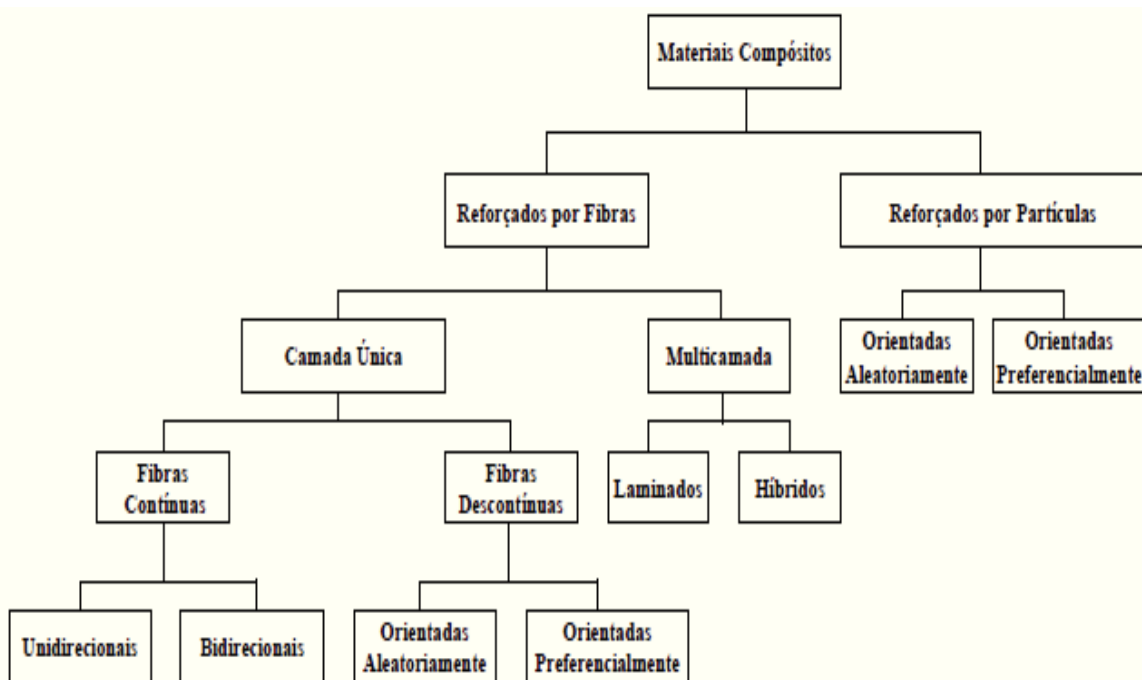 Materiais Compósitos
Reforçados por Fibras
Reforçados por Partículas
Camada Única
Multicamada
Orientadas
Aleatoriamente
Orientadas
Preferencialmente
Fibras
Contínuas
Fibras
Descontínuas
Laminados
Híbridos
Unidirecionais
Bidirecionais
Orientadas
Aleatoriamente
Orientadas
Preferencialmente